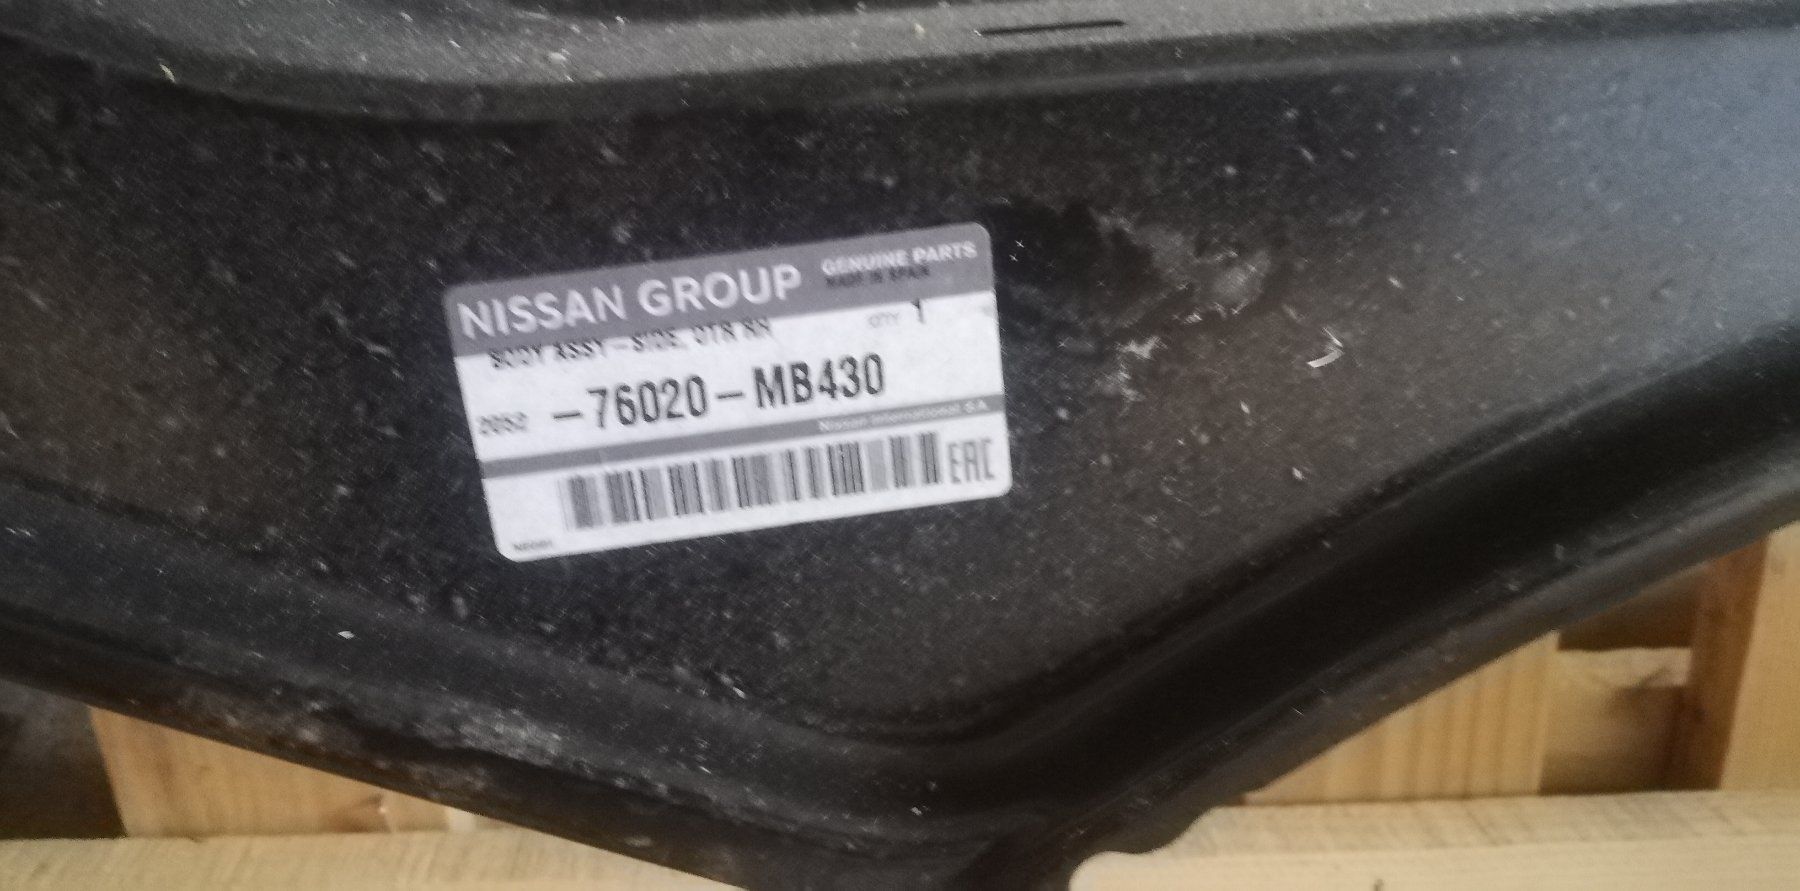 NISSAN GROUP
GENUINE PARTS
MADE IN SPAIN
BODY ASSY-SIDE, OTR RH
QTY 1
2052 -76020-MB430
Nissan International S.A.
EAC